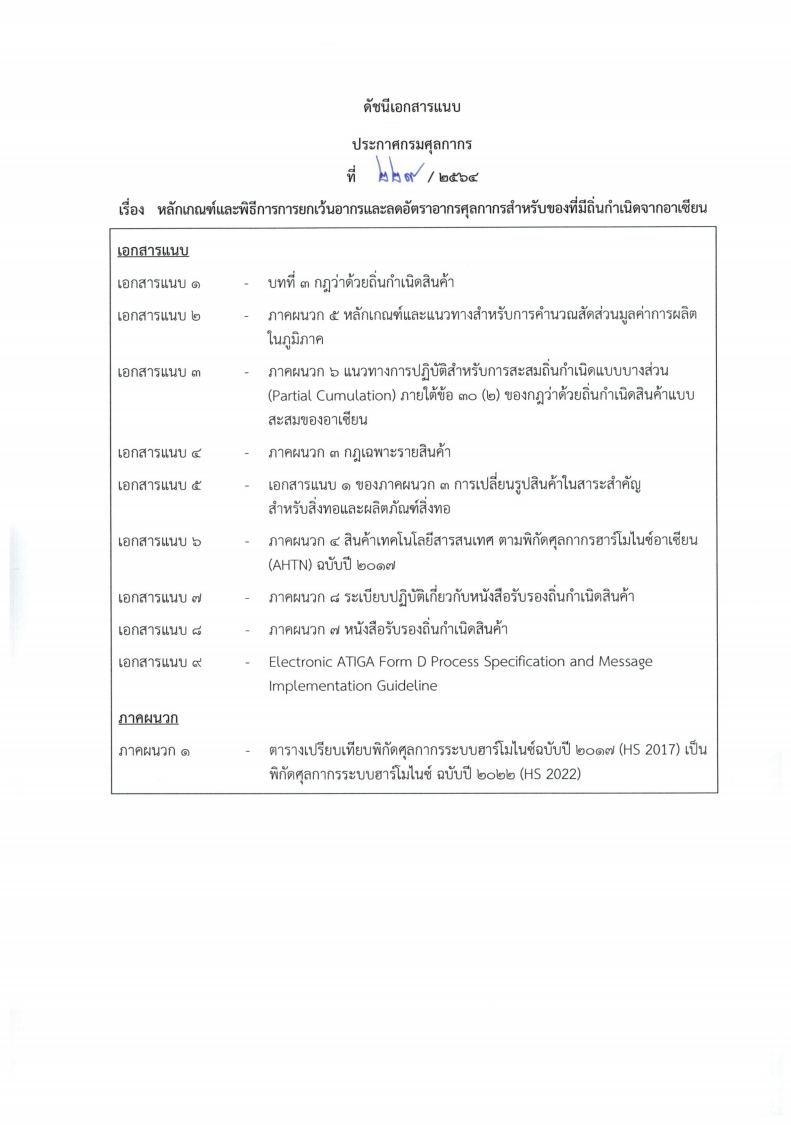 ดัชนีเอกสารแนบ
ประกาศกรมศุลกากร
ที่ ๒๒๙ / ๒๕๖๔
เรื่อง หลักเกณฑ์และพิธีการการยกเว้นอากรและลดอัตราอากรศุลกากรสำหรับของที่มีถิ่นกำเนิดจากอาเซียน
เอกสารแนบ
เอกสารแนบ ๑ - บทที่ ๓ กฎว่าด้วยถิ่นกำเนิดสินค้า
เอกสารแนบ ๒ - ภาคผนวก ๕ หลักเกณฑ์และแนวทางสำหรับการคำนวณสัดส่วนมูลค่าการผลิต
ในภูมิภาค
เอกสารแนบ ๓ - ภาคผนวก ๖ แนวทางการปฏิบัติสำหรับการสะสมถิ่นกำเนิดแบบบางส่วน
(Partial Cumulation) ภายใต้ข้อ ๓๐ (๒) ของกฎว่าด้วยถิ่นกำเนิดสินค้าแบบ
สะสมของอาเซียน
เอกสารแนบ ๔ - ภาคผนวก ๓ กฎเฉพาะรายสินค้า
เอกสารแนบ ๕ - เอกสารแนบ ๑ ของภาคผนวก ๓ การเปลี่ยนรูปสินค้าในสาระสำคัญ
สำหรับสิ่งทอและผลิตภัณฑ์สิ่งทอ
เอกสารแนบ ๖ - ภาคผนวก ๔ สินค้าเทคโนโลยีสารสนเทศ ตามพิกัดศุลกากรฮาร์โมไนซ์อาเซียน
(AHTN) ฉบับปี ๒๐๑๗
เอกสารแนบ ๗ - ภาคผนวก ๘ ระเบียบปฏิบัติเกี่ยวกับหนังสือรับรองถิ่นกำเนิดสินค้า
เอกสารแนบ ๘ - ภาคผนวก ๗ หนังสือรับรองถิ่นกำเนิดสินค้า
เอกสารแนบ ๙ - Electronic ATIGA Form D Process Specification and Message
Implementation Guideline
ภาคผนวก
ภาคผนวก ๑ - ตารางเปรียบเทียบพิกัดศุลกากรระบบฮาร์โมไนซ์ฉบับปี ๒๐๑๗ (HS 2017) เป็น
พิกัดศุลกากรระบบฮาร์โมไนซ์ ฉบับปี ๒๐๒๒ (HS 2022)